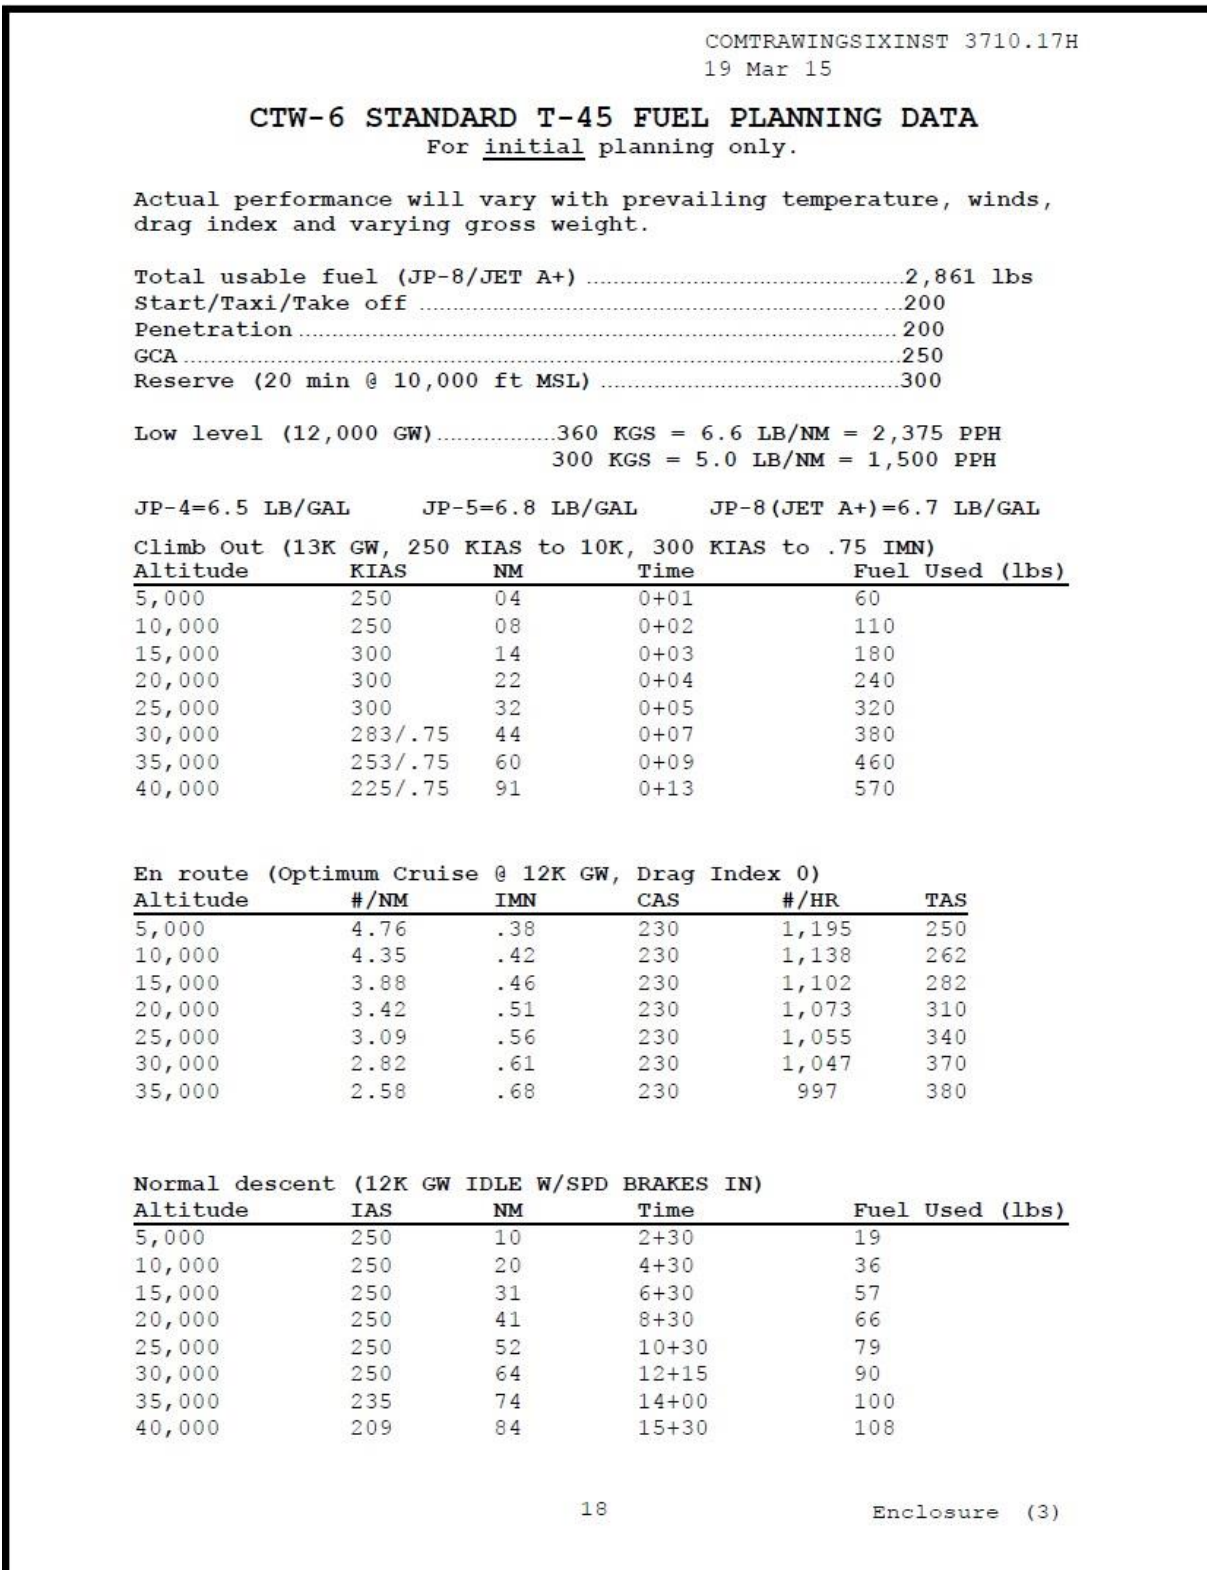 COMTRAWINGSIXINST 3710.17H
19 Mar 15
CTW-6 STANDARD T-45 FUEL PLANNING DATA
For initial planning only.
Actual performance will vary with prevailing temperature, winds,
drag index and varying gross weight.
Total usable fuel (JP-8/JET A+) ........................................ 2,861 lbs
Start/Taxi/Take off ........................................ 200
Penetration ........................................ 200
GCA ........................................ 250
Reserve (20 min @ 10,000 ft MSL) ........................................ 300
Low level (12,000 GW) .................. 360 KGS = 6.6 LB/NM = 2,375 PPH
300 KGS = 5.0 LB/NM = 1,500 PPH
JP-4=6.5 LB/GAL JP-5=6.8 LB/GAL JP-8(JET A+)=6.7 LB/GAL
Climb Out (13K GW, 250 KIAS to 10K, 300 KIAS to .75 IMN)
Altitude KIAS NM Time Fuel Used (lbs)
5,000 250 04 0+01 60
10,000 250 08 0+02 110
15,000 300 14 0+03 180
20,000 300 22 0+04 240
25,000 300 32 0+05 320
30,000 283/.75 44 0+07 380
35,000 253/.75 60 0+09 460
40,000 225/.75 91 0+13 570
En route (Optimum Cruise @ 12K GW, Drag Index 0)
Altitude #/NM IMN CAS #/HR TAS
5,000 4.76 .38 230 1,195 250
10,000 4.35 .42 230 1,138 262
15,000 3.88 .46 230 1,102 282
20,000 3.42 .51 230 1,073 310
25,000 3.09 .56 230 1,055 340
30,000 2.82 .61 230 1,047 370
35,000 2.58 .68 230 997 380
Normal descent (12K GW IDLE W/SPD BRAKES IN)
Altitude IAS NM Time Fuel Used (lbs)
5,000 250 10 2+30 19
10,000 250 20 4+30 36
15,000 250 31 6+30 57
20,000 250 41 8+30 66
25,000 250 52 10+30 79
30,000 250 64 12+15 90
35,000 235 74 14+00 100
40,000 209 84 15+30 108
18 Enclosure (3)